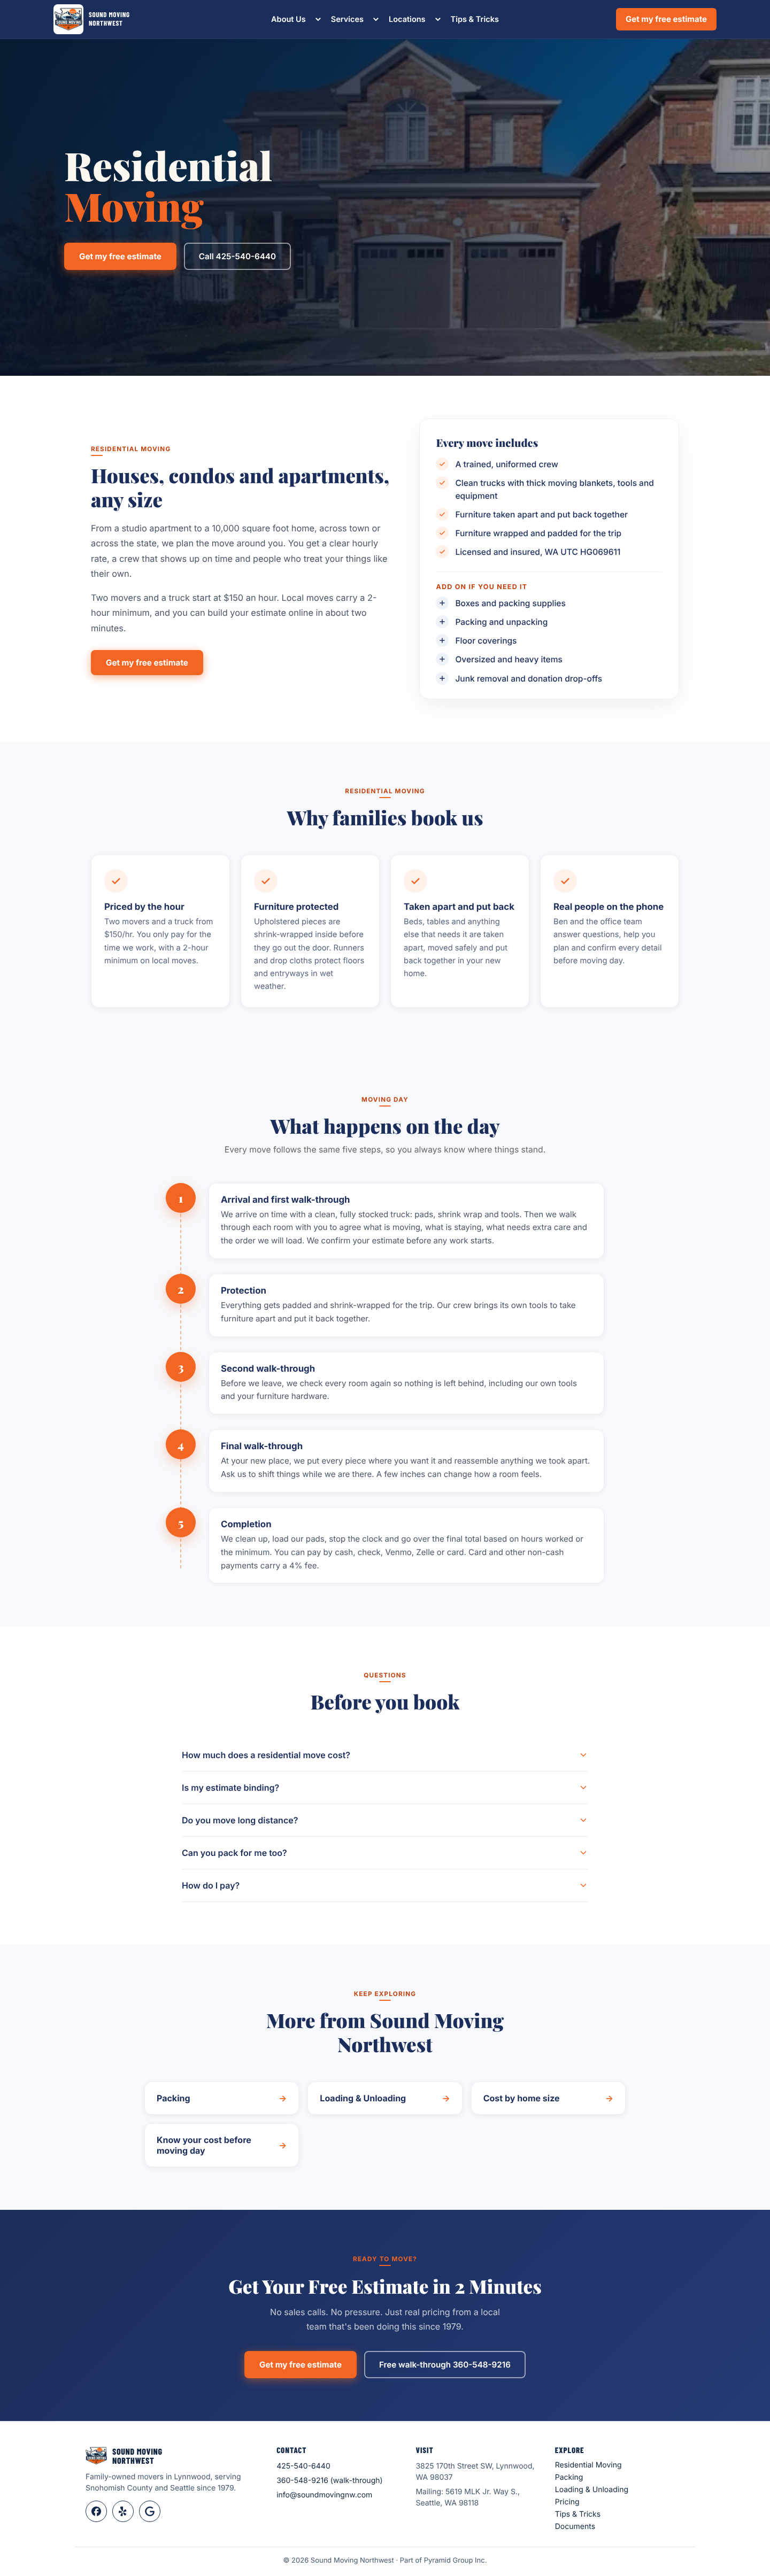 SOUND MOVING
NORTHWEST
About Us
Services
Locations
Tips & Tricks
Get my free estimate
Residential
Moving
Get my free estimate
Call 425-540-6440
RESIDENTIAL MOVING
Houses, condos and apartments,
any size
From a studio apartment to a 10,000 square foot home, across town or
across the state, we plan the move around you. You get a clear hourly
rate, a crew that shows up on time and people who treat your things like
their own.
Two movers and a truck start at $150 an hour. Local moves carry a 2-
hour minimum, and you can build your estimate online in about two
minutes.
Get my free estimate
Every move includes
A trained, uniformed crew
Clean trucks with thick moving blankets, tools and
equipment
Furniture taken apart and put back together
Furniture wrapped and padded for the trip
Licensed and insured, WA UTC HG069611
ADD ON IF YOU NEED IT
Boxes and packing supplies
Packing and unpacking
Floor coverings
Oversized and heavy items
Junk removal and donation drop-offs
RESIDENTIAL MOVING
Why families book us
Priced by the hour
Two movers and a truck from
$150/hr. You only pay for the
time we work, with a 2-hour
minimum on local moves.
Furniture protected
Upholstered pieces are
shrink-wrapped inside before
they go out the door. Runners
and drop cloths protect floors
and entryways in wet
weather.
Taken apart and put back
Beds, tables and anything
else that needs it are taken
apart, moved safely and put
back together in your new
home.
Real people on the phone
Ben and the office team
answer questions, help you
plan and confirm every detail
before moving day.
MOVING DAY
What happens on the day
Every move follows the same five steps, so you always know where things stand.
1
Arrival and first walk-through
We arrive on time with a clean, fully stocked truck: pads, shrink wrap and tools. Then we walk
through each room with you to agree what is moving, what is staying, what needs extra care and
the order we will load. We confirm your estimate before any work starts.
2
Protection
Everything gets padded and shrink-wrapped for the trip. Our crew brings its own tools to take
furniture apart and put it back together.
3
Second walk-through
Before we leave, we check every room again so nothing is left behind, including our own tools
and your furniture hardware.
4
Final walk-through
At your new place, we put every piece where you want it and reassemble anything we took apart.
Ask us to shift things while we are there. A few inches can change how a room feels.
5
Completion
We clean up, load our pads, stop the clock and go over the final total based on hours worked or
the minimum. You can pay by cash, check, Venmo, Zelle or card. Card and other non-cash
payments carry a 4% fee.
QUESTIONS
Before you book
How much does a residential move cost?
Is my estimate binding?
Do you move long distance?
Can you pack for me too?
How do I pay?
KEEP EXPLORING
More from Sound Moving
Northwest
Packing
Loading & Unloading
Cost by home size
Know your cost before
moving day
READY TO MOVE?
Get Your Free Estimate in 2 Minutes
No sales calls. No pressure. Just real pricing from a local
team that's been doing this since 1979.
Get my free estimate
Free walk-through 360-548-9216
SOUND MOVING
NORTHWEST
Family-owned movers in Lynnwood, serving
Snohomish County and Seattle since 1979.
CONTACT
425-540-6440
360-548-9216 (walk-through)
info@soundmovingnw.com
VISIT
3825 170th Street SW, Lynnwood,
WA 98037
Mailing: 5619 MLK Jr. Way S.,
Seattle, WA 98118
EXPLORE
Residential Moving
Packing
Loading & Unloading
Pricing
Tips & Tricks
Documents
© 2026 Sound Moving Northwest · Part of Pyramid Group Inc.